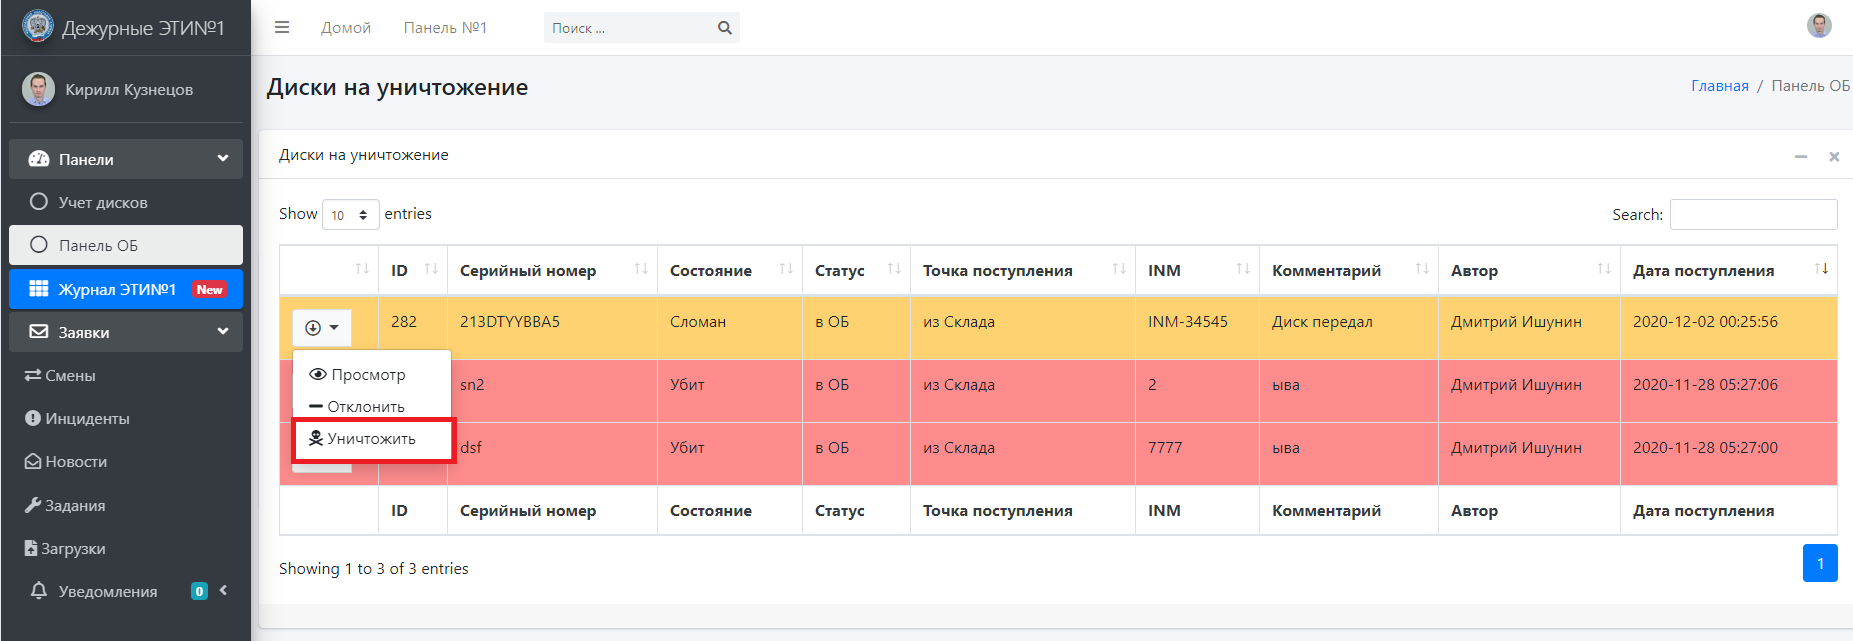 Дежурные ЭТИ№1
Домой
Панель №1
Поиск ...
Кирилл Кузнецов
Диски на уничтожение
Главная / Панель ОБ
Панели
Учет дисков
Панель ОБ
Журнал ЭТИ№1 New
Заявки
Смены
Инциденты
Новости
Задания
Загрузки
Уведомления 0
Диски на уничтожение
Show 10 entries
Search:
ID Серийный номер Состояние Статус Точка поступления INM Комментарий Автор Дата поступления
282 213DTYYBBA5 Сломан в ОБ из Склада INM-34545 Диск передал Дмитрий Ишунин 2020-12-02 00:25:56
Просмотр
Отклонить
Уничтожить
sn2 Убит в ОБ из Склада 2 ыва Дмитрий Ишунин 2020-11-28 05:27:06
dsf Убит в ОБ из Склада 7777 ыва Дмитрий Ишунин 2020-11-28 05:27:00
ID Серийный номер Состояние Статус Точка поступления INM Комментарий Автор Дата поступления
Showing 1 to 3 of 3 entries
1